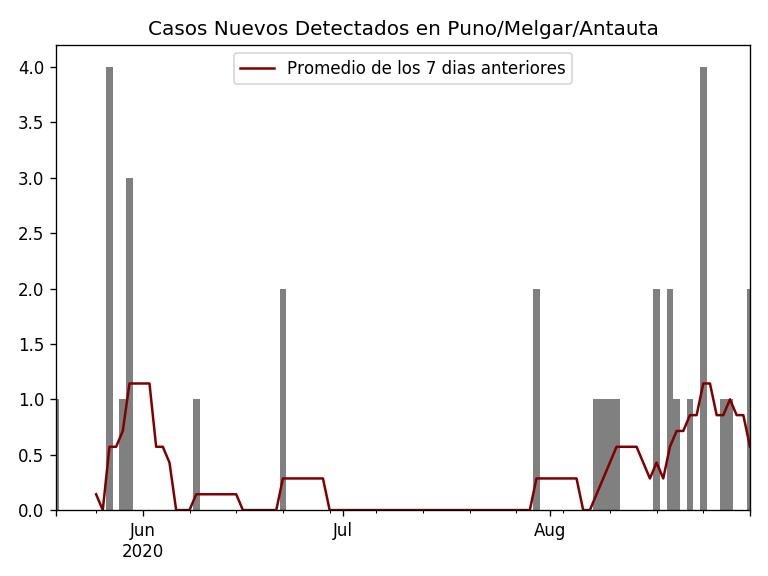 Casos Nuevos Detectados en Puno/Melgar/Antauta
Promedio de los 7 dias anteriores
4.0
3.5
3.0
2.5
2.0
1.5
1.0
0.5
0.0
Jun
2020
Jul
Aug